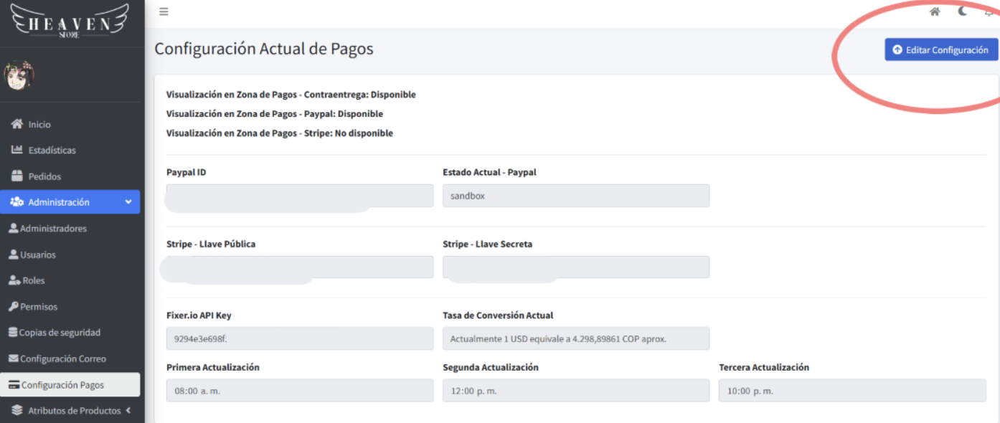 HEAVEN
STORE
Inicio
Estadísticas
Pedidos
Administración
Administradores
Usuarios
Roles
Permisos
Copias de seguridad
Configuración Correo
Configuración Pagos
Atributos de Productos
Configuración Actual de Pagos
Editar Configuración
Visualización en Zona de Pagos - Contraentrega: Disponible
Visualización en Zona de Pagos - Paypal: Disponible
Visualización en Zona de Pagos - Stripe: No disponible
Paypal ID
Estado Actual - Paypal
sandbox
Stripe - Llave Pública
Stripe - Llave Secreta
Fixer.io API Key
Tasa de Conversión Actual
9294e3e698f.
Actualmente 1 USD equivale a 4.298,89861 COP aprox.
Primera Actualización
Segunda Actualización
Tercera Actualización
08:00 a. m.
12:00 p. m.
10:00 p. m.